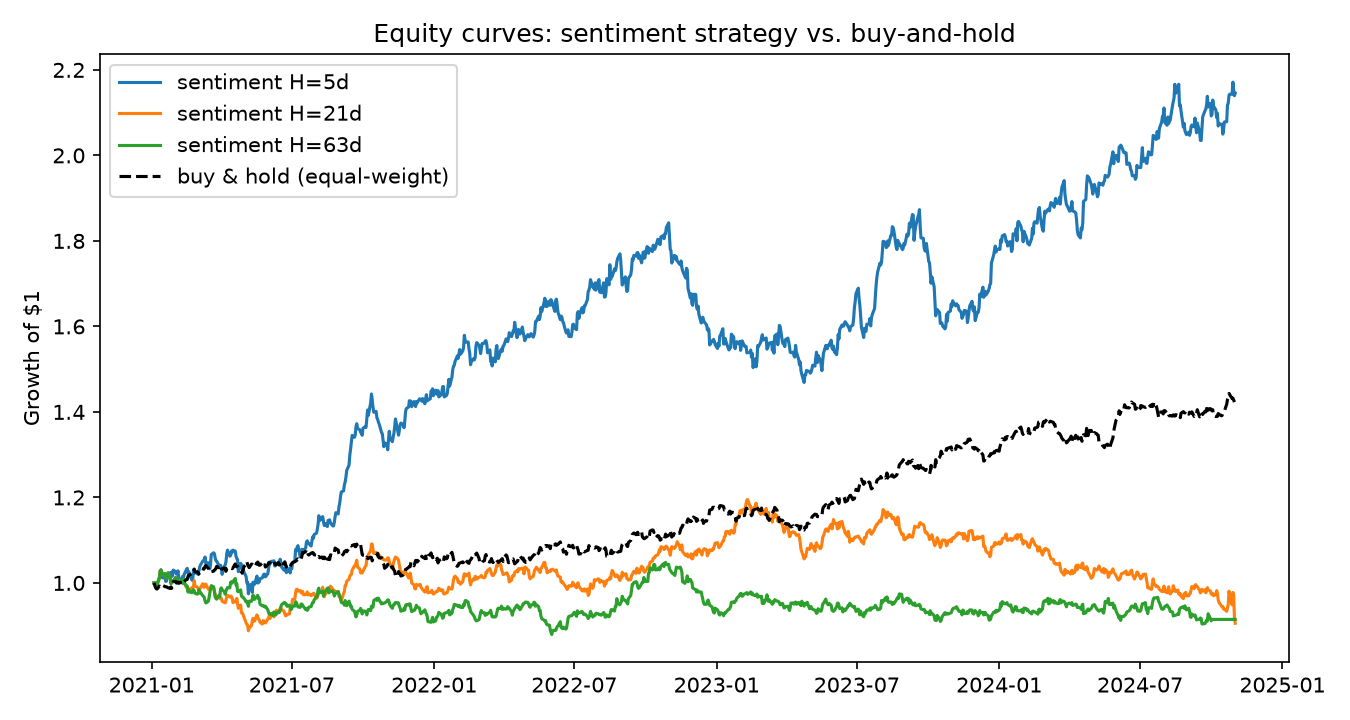 Equity curves: sentiment strategy vs. buy-and-hold
sentiment H=5d
sentiment H=21d
sentiment H=63d
buy & hold (equal-weight)
Growth of $1
2.2
2.0
1.8
1.6
1.4
1.2
1.0
2021-01 2021-07 2022-01 2022-07 2023-01 2023-07 2024-01 2024-07 2025-01